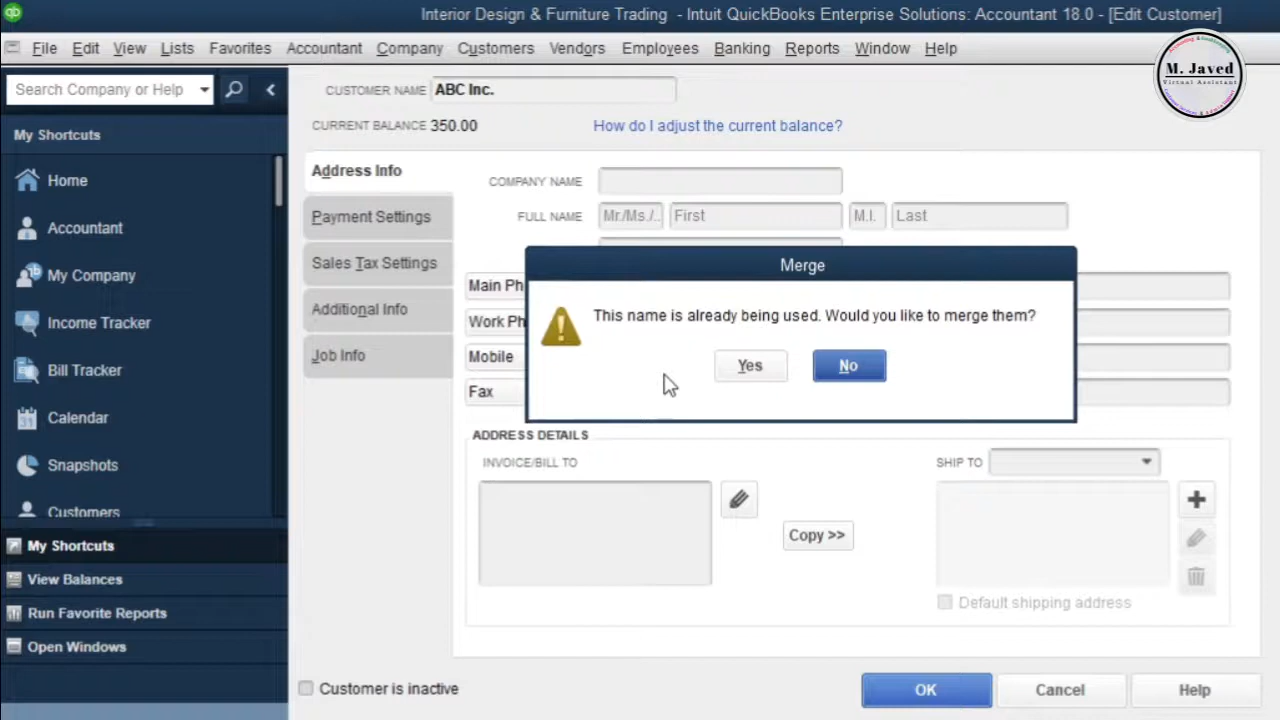 Interior Design & Furniture Trading - Intuit QuickBooks Enterprise Solutions: Accountant 18.0 - [Edit Customer]
File Edit View Lists Favorites Accountant Company Customers Vendors Employees Banking Reports Window Help
M. Javed
Virtual Assistant
Search Company or Help
My Shortcuts
Home
Accountant
My Company
Income Tracker
Bill Tracker
Calendar
Snapshots
Customers
My Shortcuts
View Balances
Run Favorite Reports
Open Windows
CUSTOMER NAME ABC Inc.
CURRENT BALANCE 350.00 How do I adjust the current balance?
Address Info
Payment Settings
Sales Tax Settings
Additional Info
Job Info
COMPANY NAME
FULL NAME Mr./Ms./.. First M.I. Last
Main Ph
Work Ph
Mobile
Fax
Merge
This name is already being used. Would you like to merge them?
Yes No
ADDRESS DETAILS
INVOICE/BILL TO
Copy >>
SHIP TO
Default shipping address
Customer is inactive
OK Cancel Help